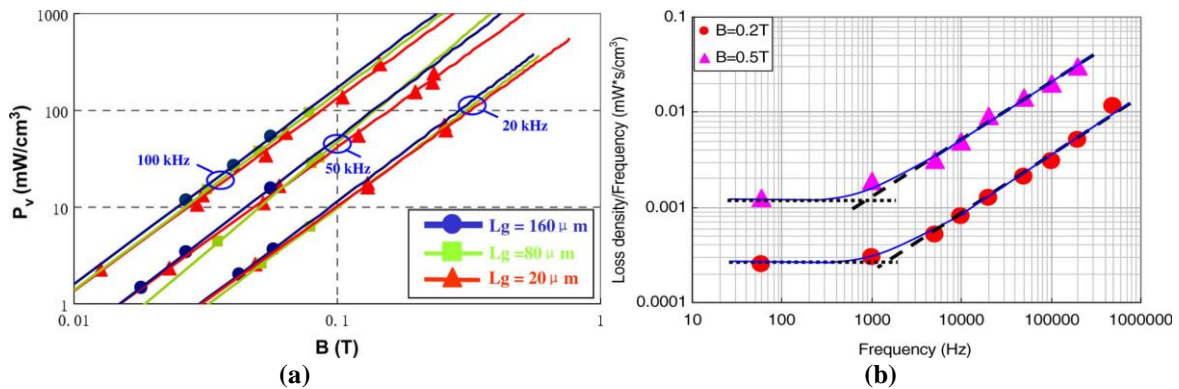 1000
100
10
1
P_v (mW/cm³)
100 kHz
50 kHz
20 kHz
Lg = 160 μ m
Lg =80 μ m
Lg = 20 μ m
0.01
0.1
1
B (T)
(a)
B=0.2T
B=0.5T
0.1
0.01
0.001
0.0001
Loss density/Frequency (mW*s/cm³)
10
100
1000
10000
100000
1000000
Frequency (Hz)
(b)